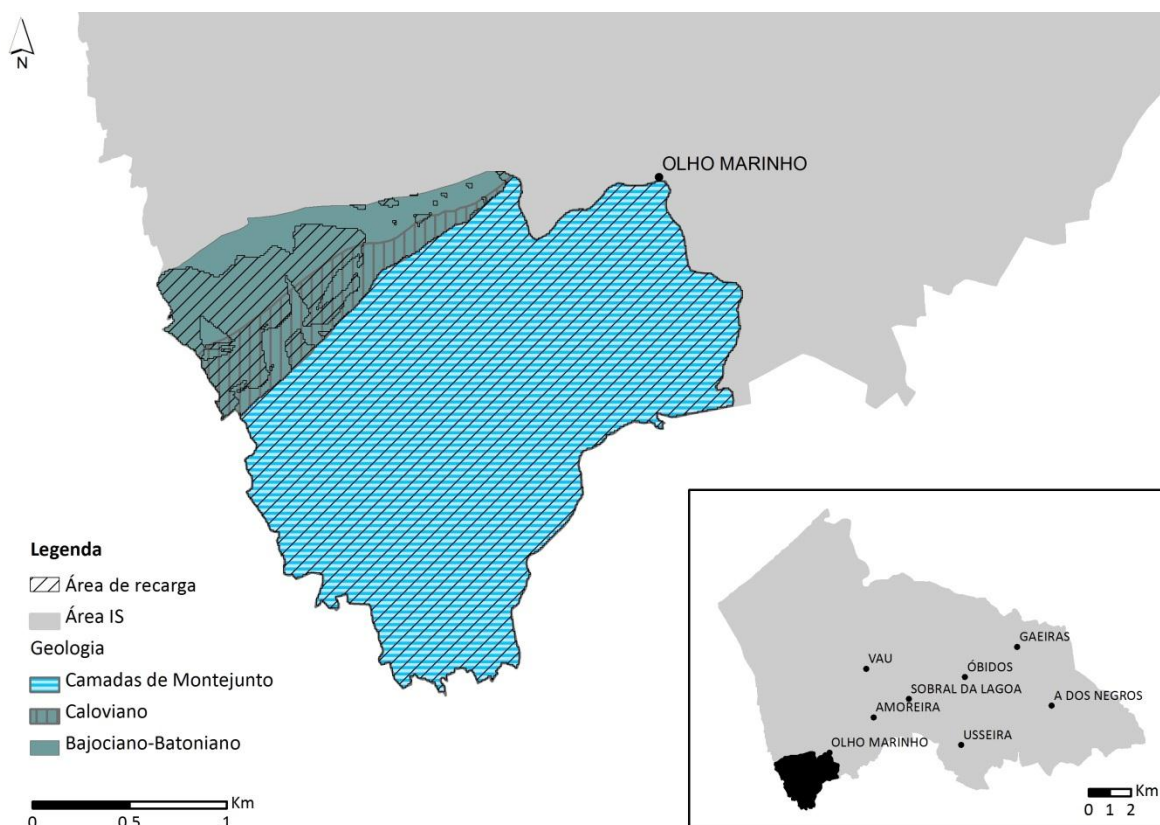 N
OLHO MARINHO
Legenda
Área de recarga
Área IS
Geologia
Camadas de Montejunto
Caloviano
Bajociano-Batoniano
Km
0 0.5 1
GAEIRAS
VAU
ÓBIDOS
SOBRAL DA LAGOA
A DOS NEGROS
AMOREIRA
USSEIRA
OLHO MARINHO
Km
0 1 2